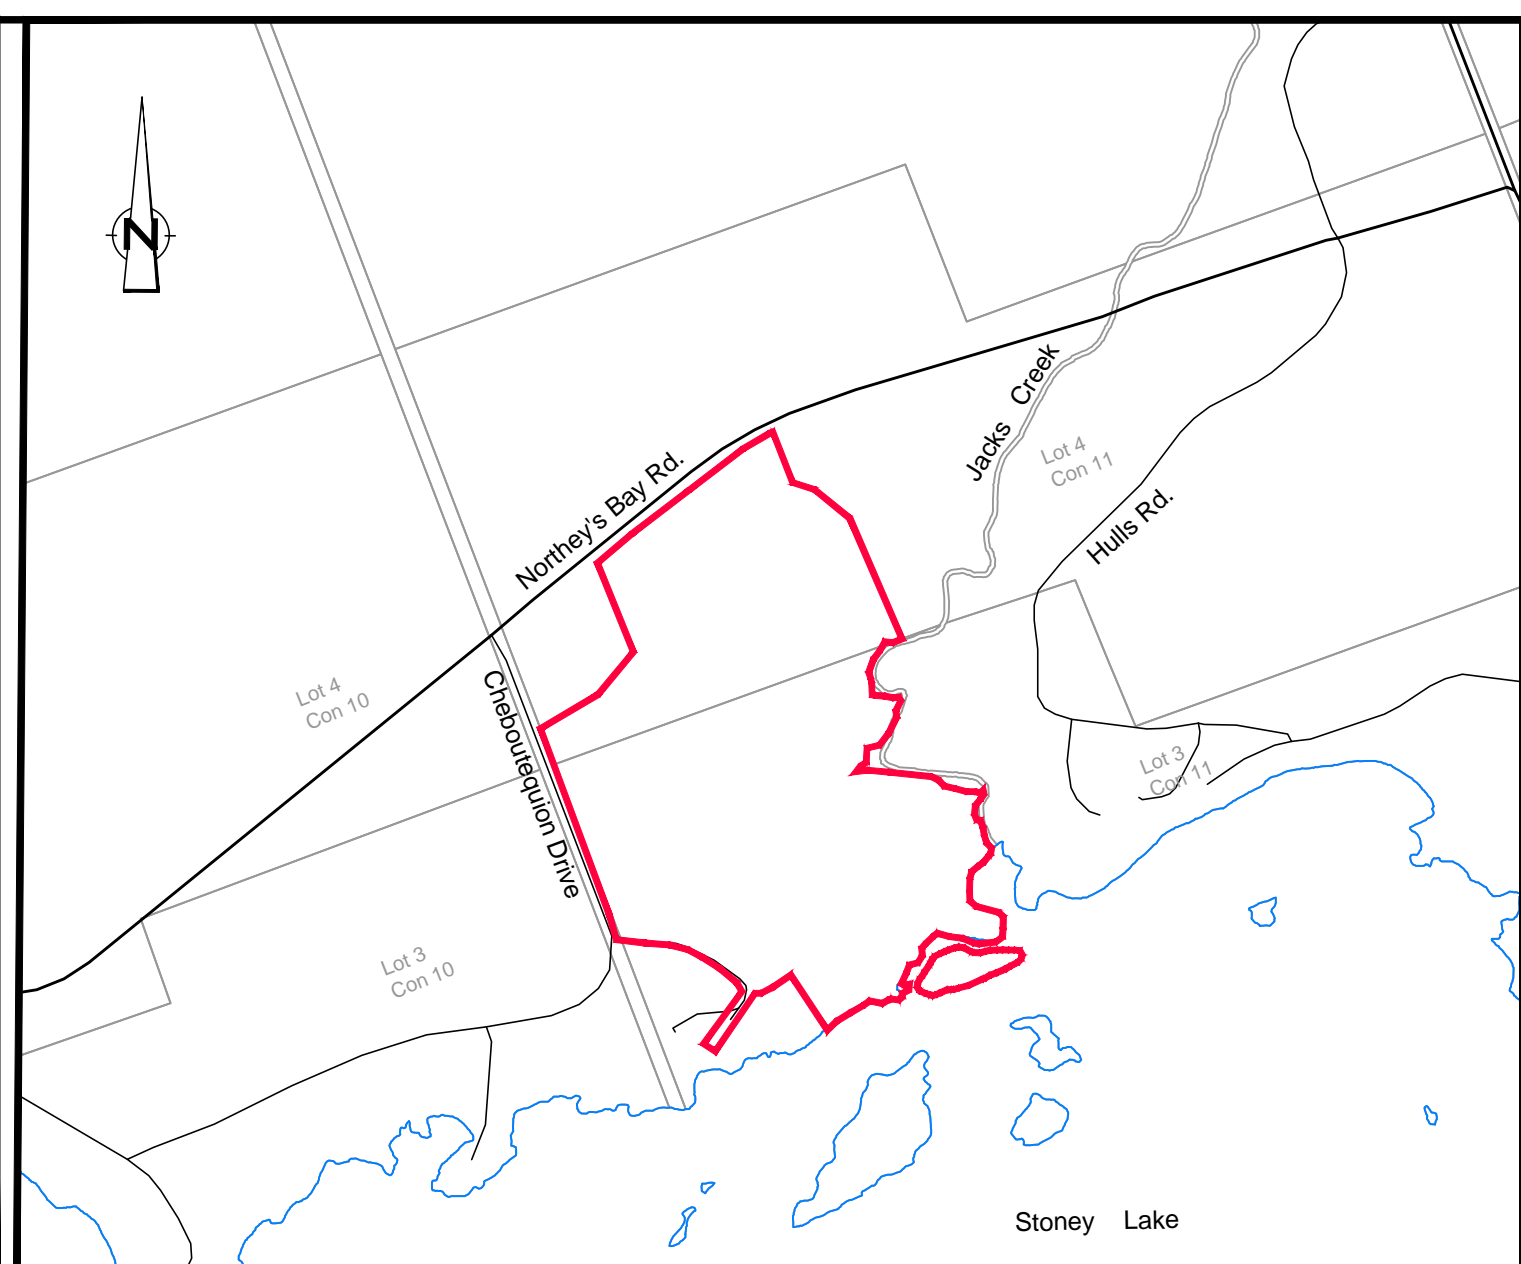 N
Jacks Creek
Lot 4
Con 11
Northey's Bay Rd.
Hulls Rd.
Lot 4
Con 10
Cheboutequion Drive
Lot 3
Con 11
Lot 3
Con 10
Stoney Lake